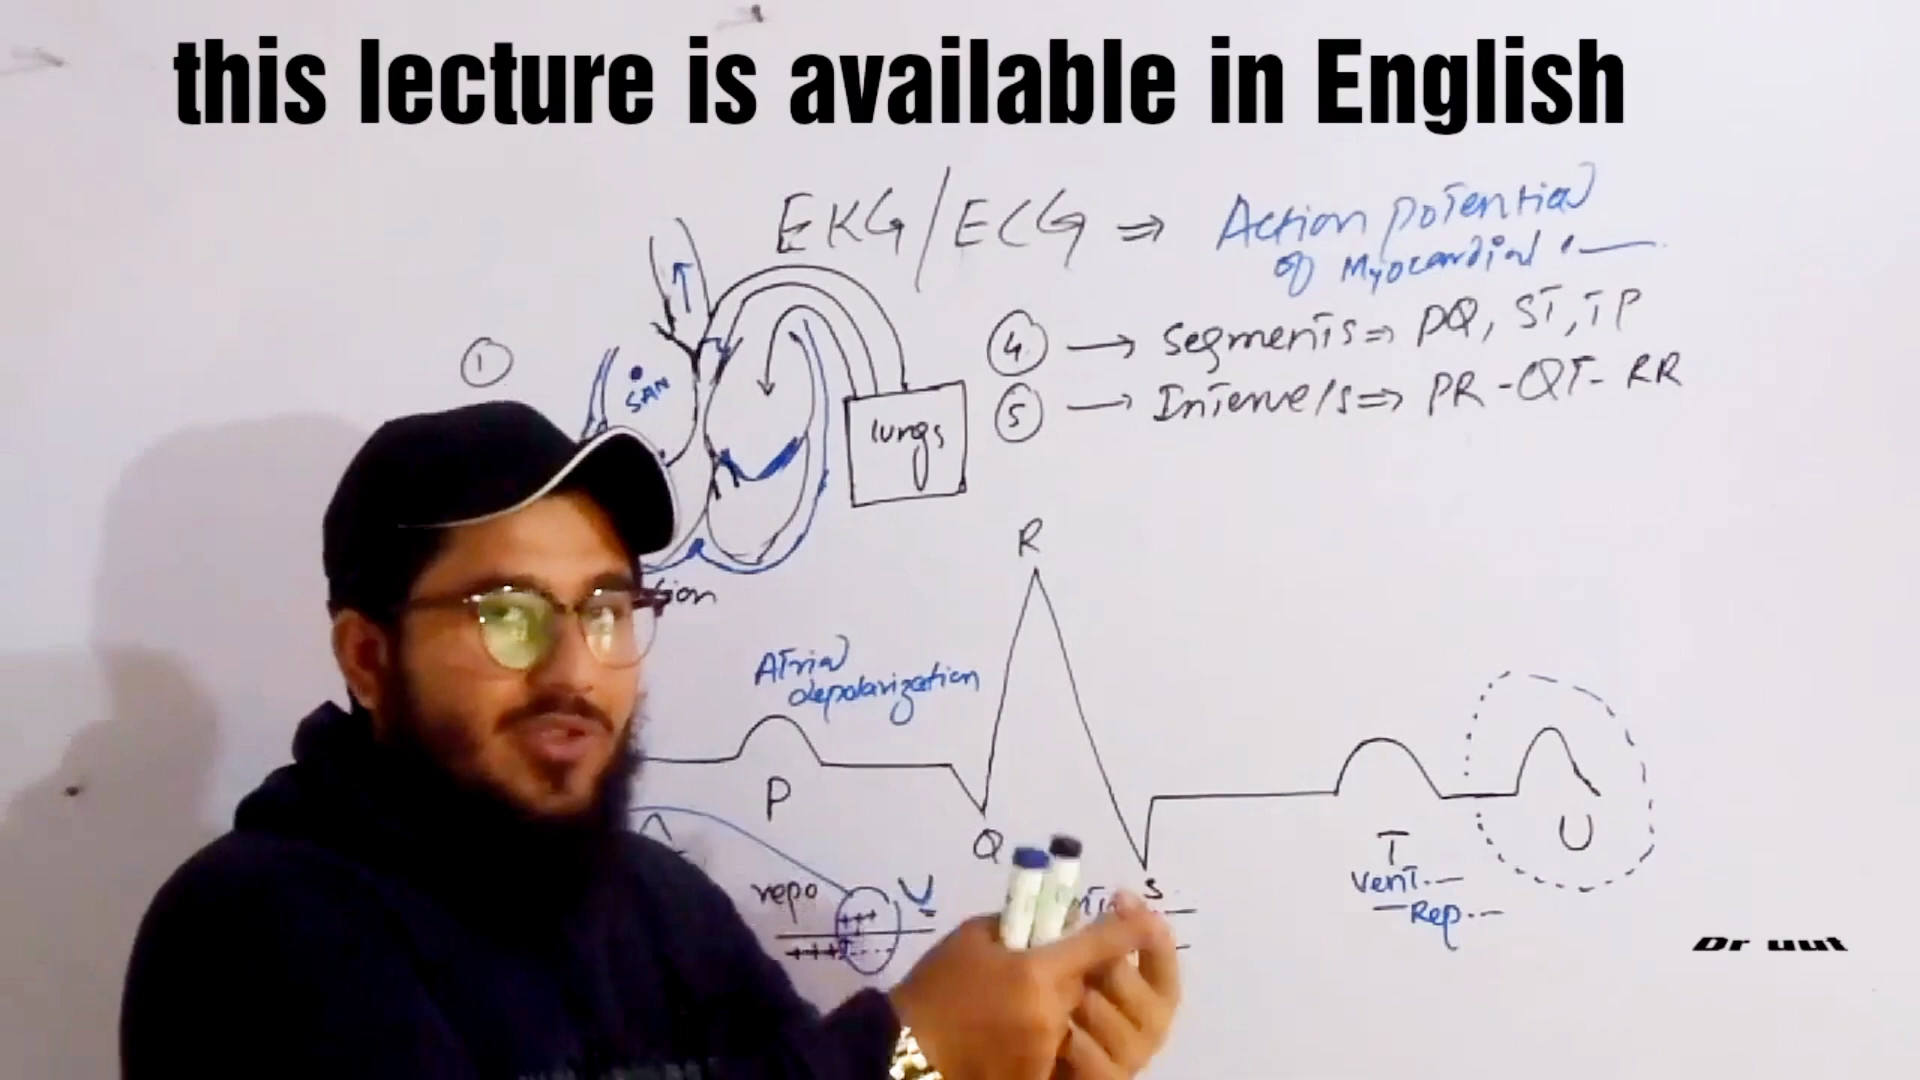 this lecture is available in English
EKG/ECG ⇒ Action potential
of Myocardial
4 → segments ⇒ PQ, ST, TP
5 → Intervels ⇒ PR - QT - RR
1
SAN
lungs
R
Atrial
depolarization
P
Q
S
T
Vent.
Rep...
U
repo
Dr uut